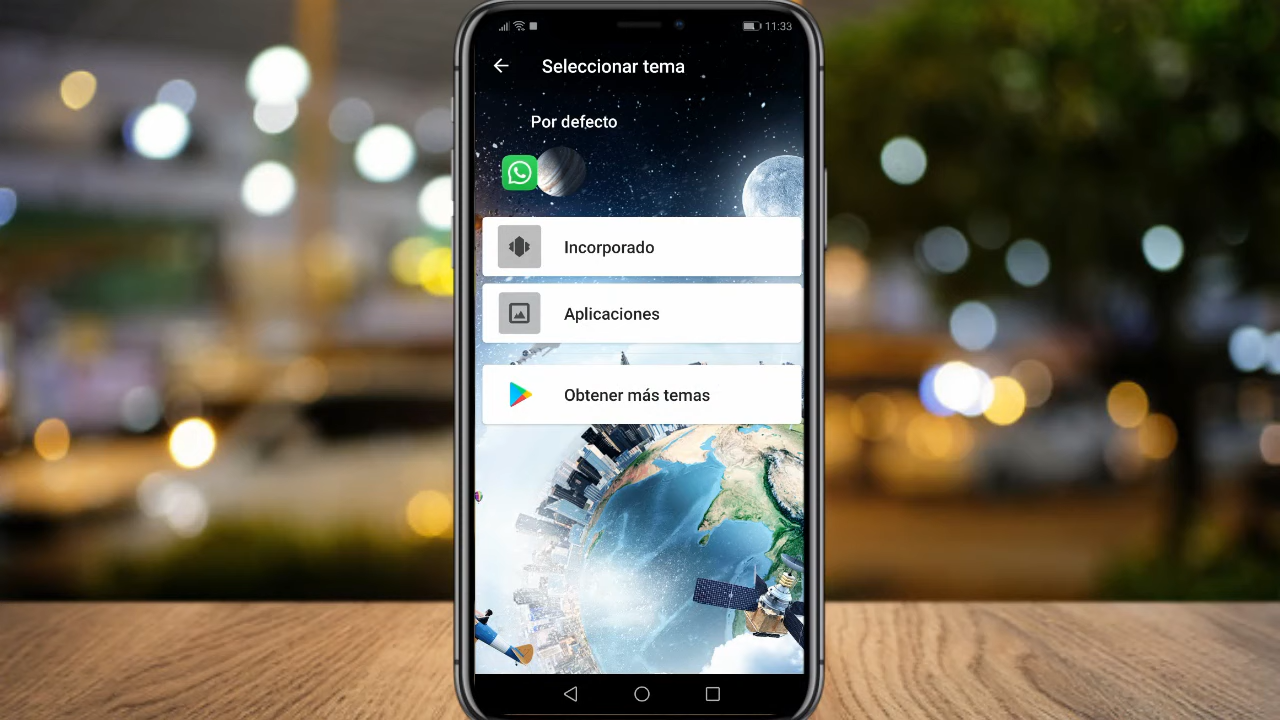 11:33
Seleccionar tema
Por defecto
Incorporado
Aplicaciones
Obtener más temas